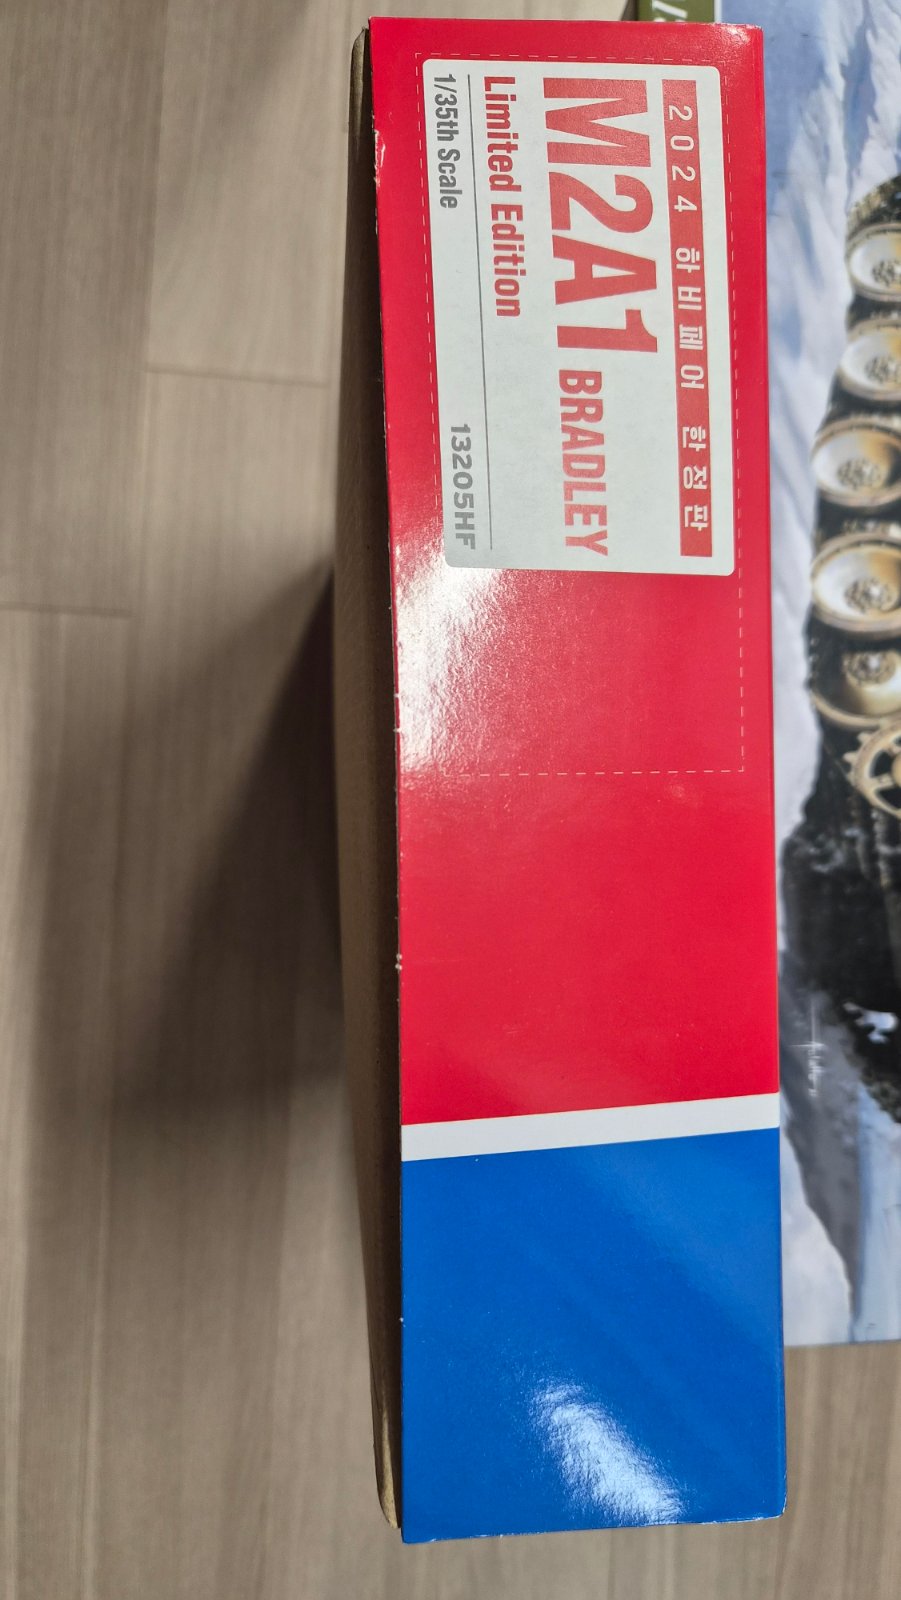 2024 하비페어 한정판
M2A1 BRADLEY
Limited Edition
1/35th Scale 13205HF